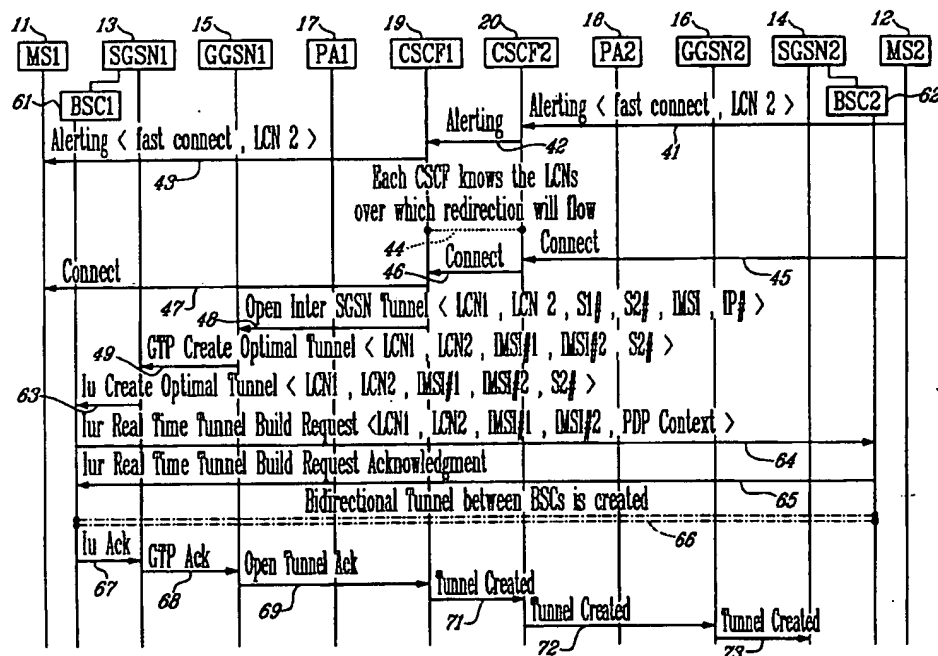 11 13 15 17 19 20 18 16 14 12
MS1 SGSN1 GGSN1 PA1 CSCF1 CSCF2 PA2 GGSN2 SGSN2 MS2
61 BSC1 BSC2 62
Alerting < fast connect , LCN 2 >
41
Alerting
42
Alerting < fast connect , LCN 2 >
43
Each CSCF knows the LCNs
over which redirection will flow
44
Connect
45
Connect
46
Connect
47
Open Inter SGSN Tunnel < LCN1 , LCN 2 , S1# , S2# , IMSI , IP# >
48
GTP Create Optimal Tunnel < LCN1 , LCN2 , IMSI#1 , IMSI#2 , S2# >
49
Iu Create Optimal Tunnel < LCN1 , LCN2 , IMSI#1 , IMSI#2 , S2# >
63
Iur Real Time Tunnel Build Request <LCN1 , LCN2 , IMSI#1 , IMSI#2 , PDP Context >
64
Iur Real Time Tunnel Build Request Acknowledgment
65
Bidirectional Tunnel between BSCs is created
66
Iu Ack
67
GTP Ack
68
Open Tunnel Ack
69
Tunnel Created
71
Tunnel Created
72
Tunnel Created
73